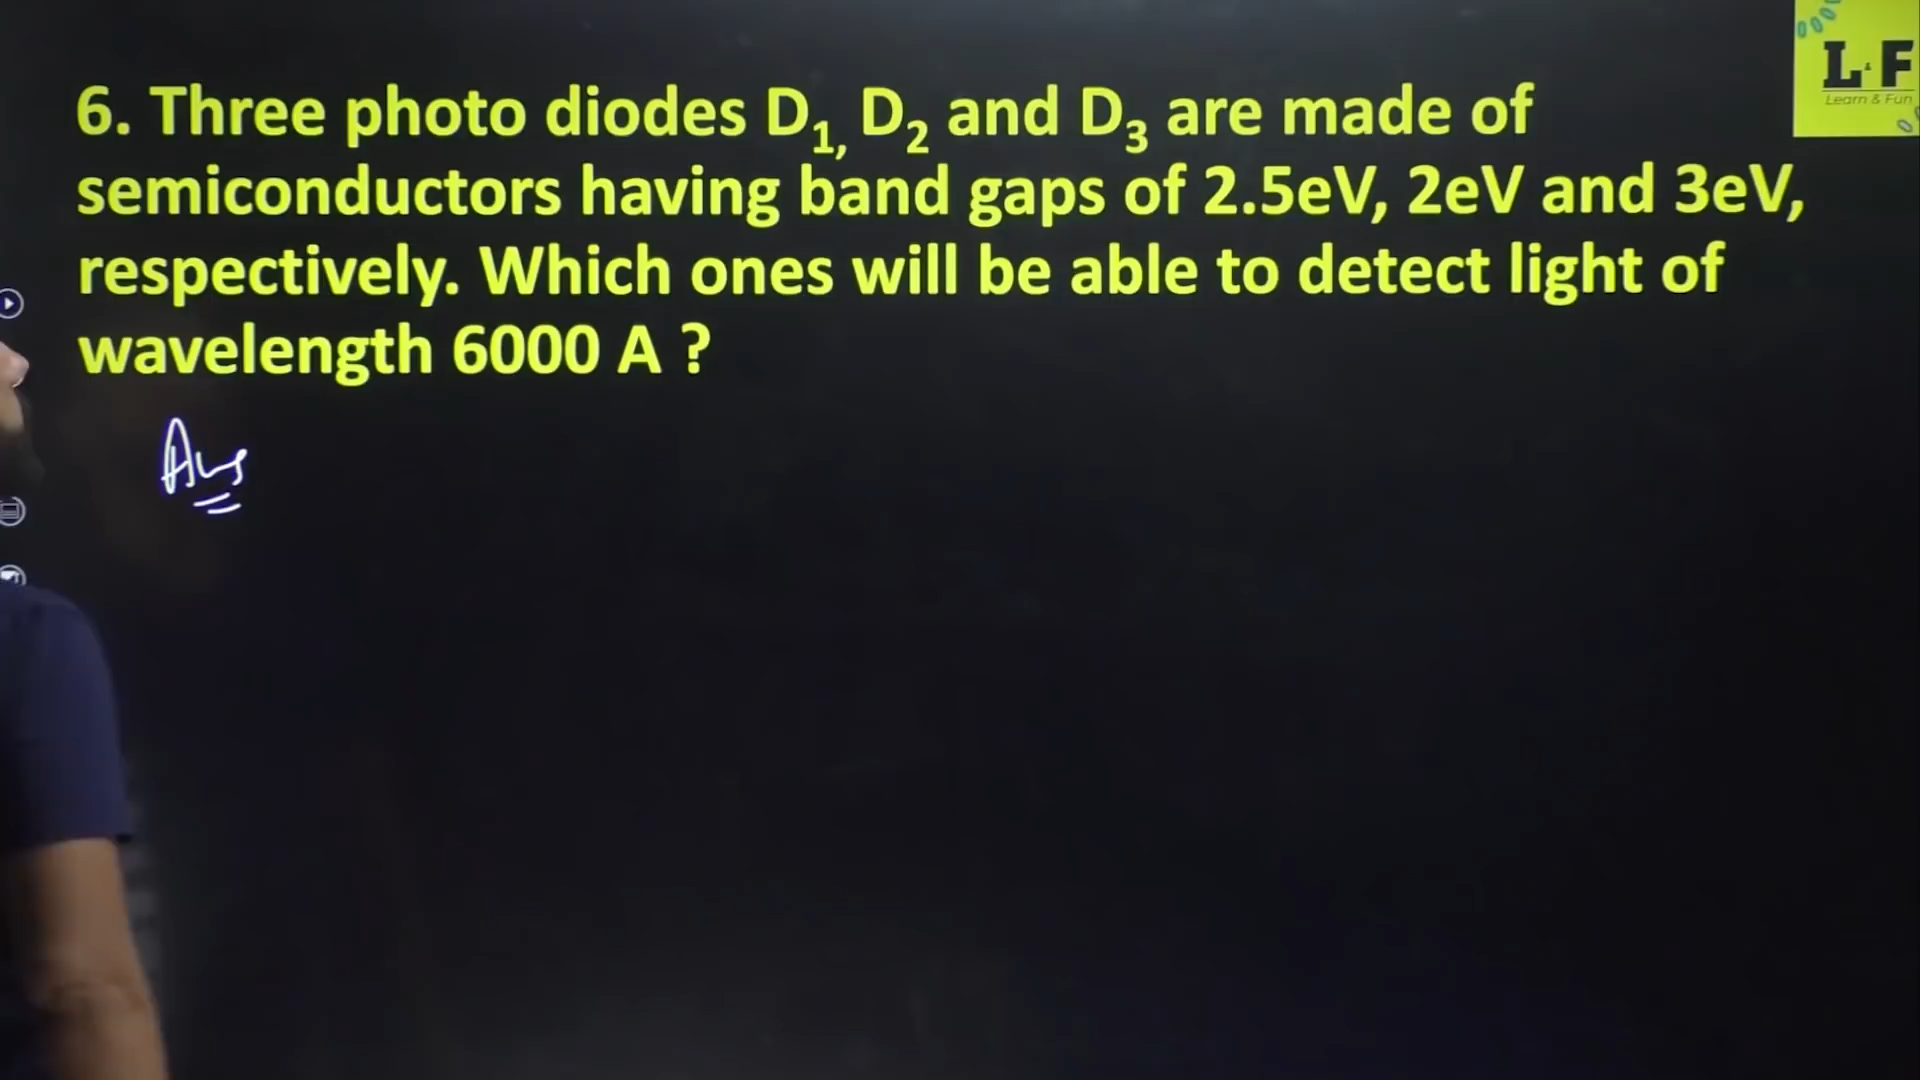 L&F
Learn & Fun
6. Three photo diodes D1, D2 and D3 are made of
semiconductors having band gaps of 2.5eV, 2eV and 3eV,
respectively. Which ones will be able to detect light of
wavelength 6000 A ?
Ans